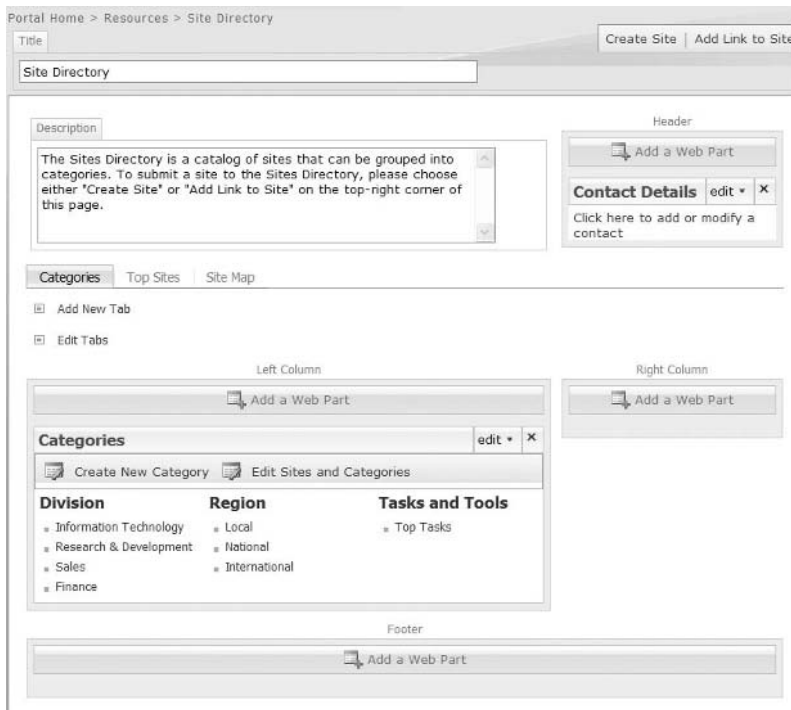 Portal Home > Resources > Site Directory
Title
Create Site | Add Link to Site
Site Directory
Description
The Sites Directory is a catalog of sites that can be grouped into
categories. To submit a site to the Sites Directory, please choose
either "Create Site" or "Add Link to Site" on the top-right corner of
this page.
Header
Add a Web Part
Contact Details edit ×
Click here to add or modify a
contact
Categories Top Sites Site Map
Add New Tab
Edit Tabs
Left Column
Add a Web Part
Right Column
Add a Web Part
Categories edit ×
Create New Category Edit Sites and Categories
Division
Information Technology
Research & Development
Sales
Finance
Region
Local
National
International
Tasks and Tools
Top Tasks
Footer
Add a Web Part